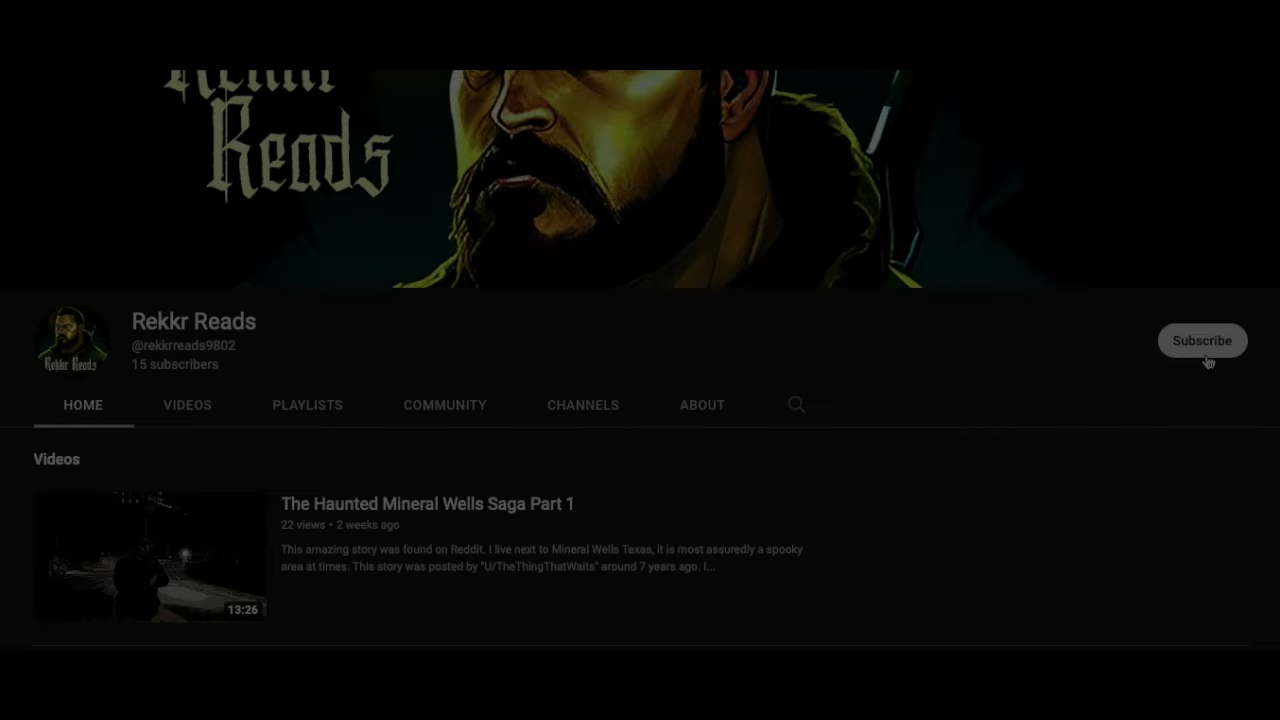 Rekkr
Reads
Rekkr Reads
Rekkr Reads
@rekkrreads9802
15 subscribers
Subscribe
HOME VIDEOS PLAYLISTS COMMUNITY CHANNELS ABOUT
Videos
The Haunted Mineral Wells Saga Part 1
22 views • 2 weeks ago
This amazing story was found on Reddit. I live next to Mineral Wells Texas, it is most assuredly a spooky
area at times. This story was posted by "U/TheThingThatWaits" around 7 years ago. I...
13:26